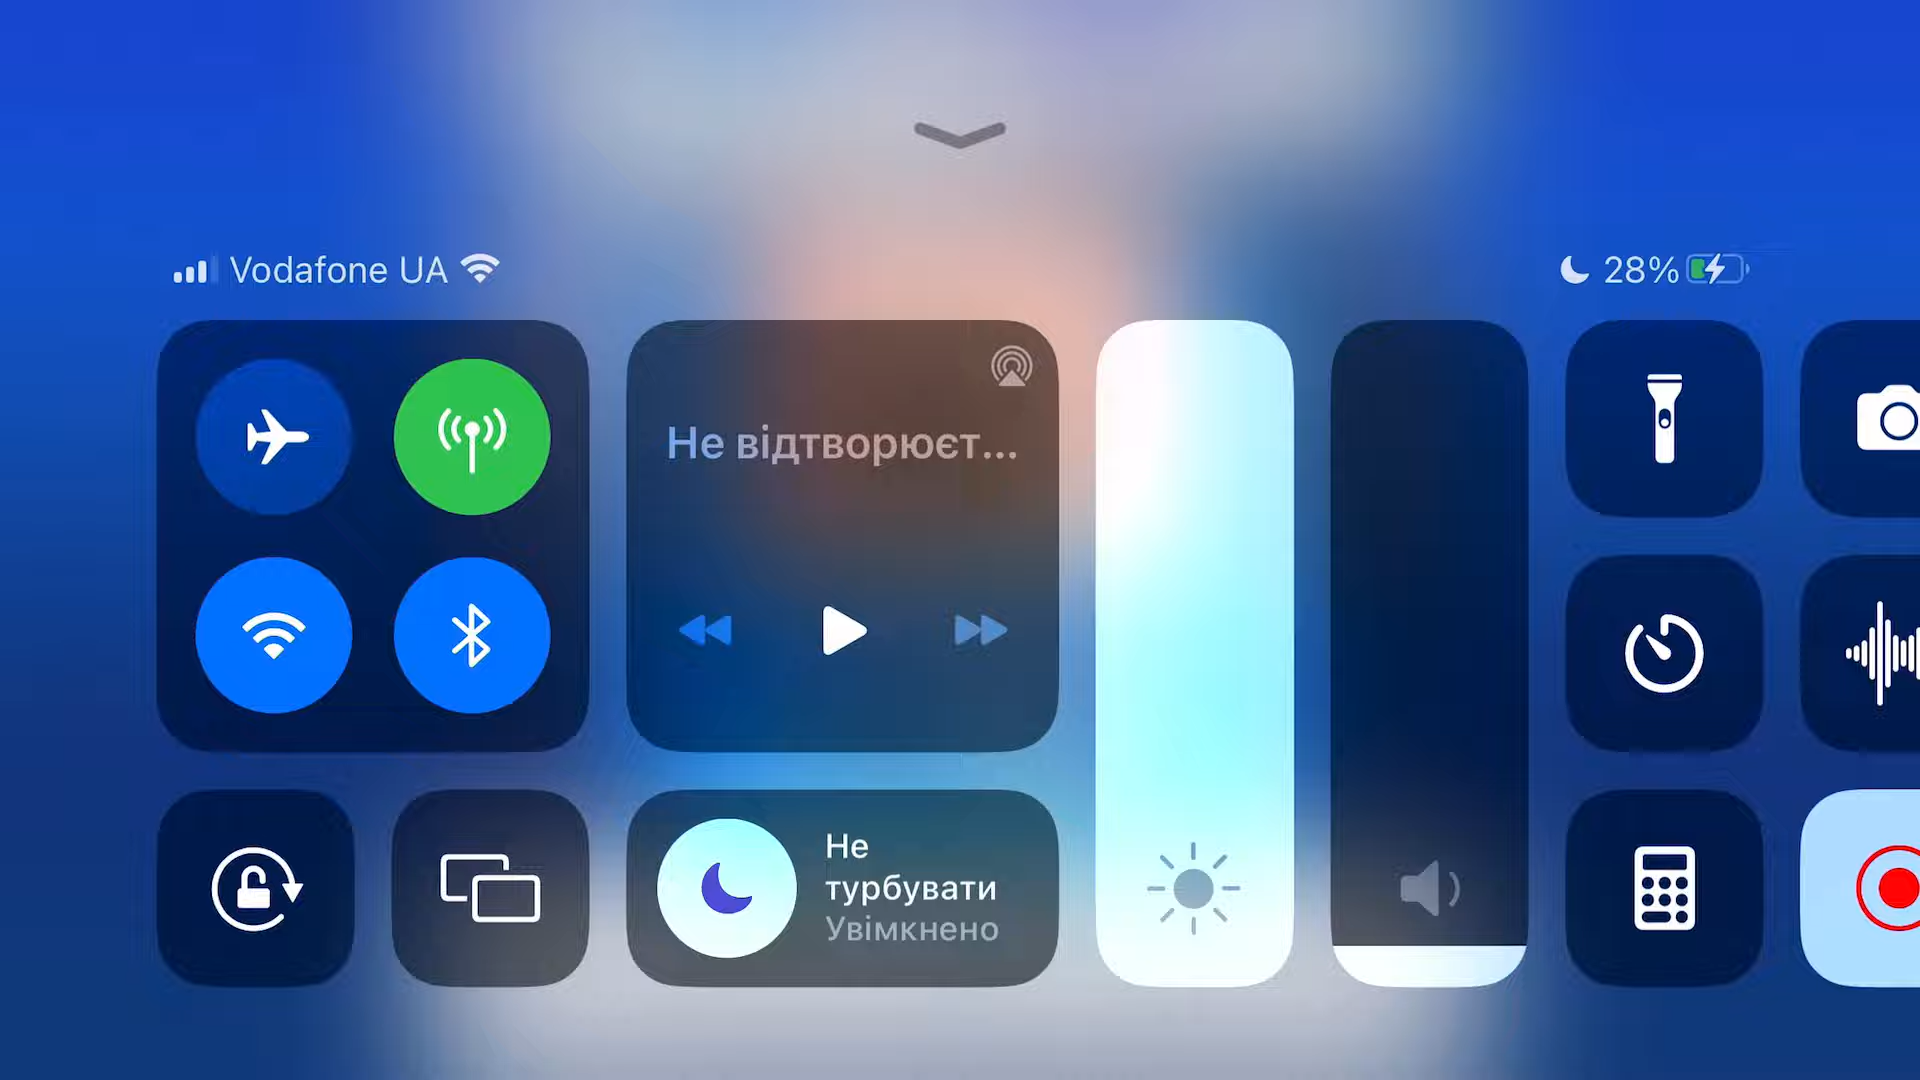 Vodafone UA
28%
Не відтворюєт...
Не
турбувати
Увімкнено